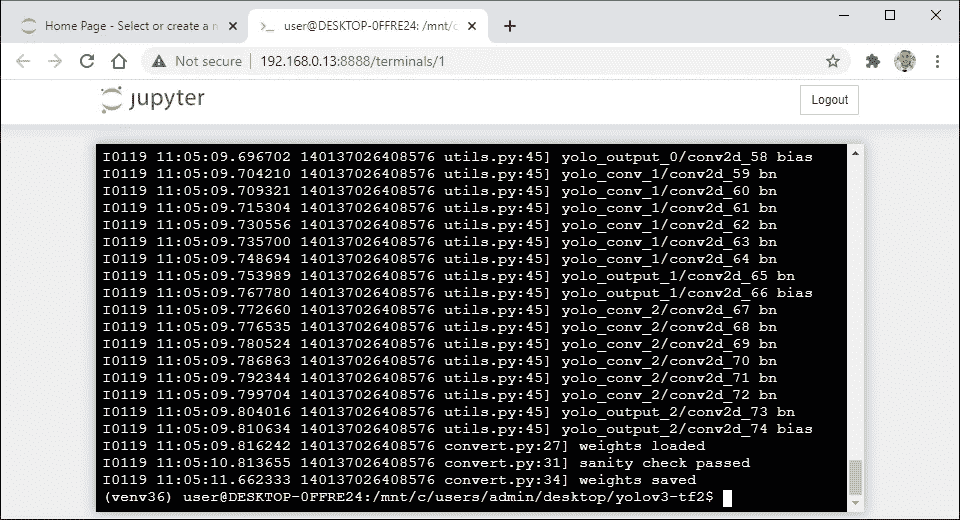 Home Page - Select or create a n
user@DESKTOP-0FFRE24: /mnt/c
Not secure | 192.168.0.13:8888/terminals/1
jupyter
Logout
I0119 11:05:09.696702 140137026408576 utils.py:45] yolo_output_0/conv2d_58 bias
I0119 11:05:09.704210 140137026408576 utils.py:45] yolo_conv_1/conv2d_59 bn
I0119 11:05:09.709321 140137026408576 utils.py:45] yolo_conv_1/conv2d_60 bn
I0119 11:05:09.715304 140137026408576 utils.py:45] yolo_conv_1/conv2d_61 bn
I0119 11:05:09.730556 140137026408576 utils.py:45] yolo_conv_1/conv2d_62 bn
I0119 11:05:09.735700 140137026408576 utils.py:45] yolo_conv_1/conv2d_63 bn
I0119 11:05:09.748694 140137026408576 utils.py:45] yolo_conv_1/conv2d_64 bn
I0119 11:05:09.753989 140137026408576 utils.py:45] yolo_output_1/conv2d_65 bn
I0119 11:05:09.767780 140137026408576 utils.py:45] yolo_output_1/conv2d_66 bias
I0119 11:05:09.772660 140137026408576 utils.py:45] yolo_conv_2/conv2d_67 bn
I0119 11:05:09.776535 140137026408576 utils.py:45] yolo_conv_2/conv2d_68 bn
I0119 11:05:09.780524 140137026408576 utils.py:45] yolo_conv_2/conv2d_69 bn
I0119 11:05:09.786863 140137026408576 utils.py:45] yolo_conv_2/conv2d_70 bn
I0119 11:05:09.792344 140137026408576 utils.py:45] yolo_conv_2/conv2d_71 bn
I0119 11:05:09.799704 140137026408576 utils.py:45] yolo_conv_2/conv2d_72 bn
I0119 11:05:09.804016 140137026408576 utils.py:45] yolo_output_2/conv2d_73 bn
I0119 11:05:09.810634 140137026408576 utils.py:45] yolo_output_2/conv2d_74 bias
I0119 11:05:09.816242 140137026408576 convert.py:27] weights loaded
I0119 11:05:10.813655 140137026408576 convert.py:31] sanity check passed
I0119 11:05:11.662333 140137026408576 convert.py:34] weights saved
(venv36) user@DESKTOP-0FFRE24:/mnt/c/users/admin/desktop/yolov3-tf2$